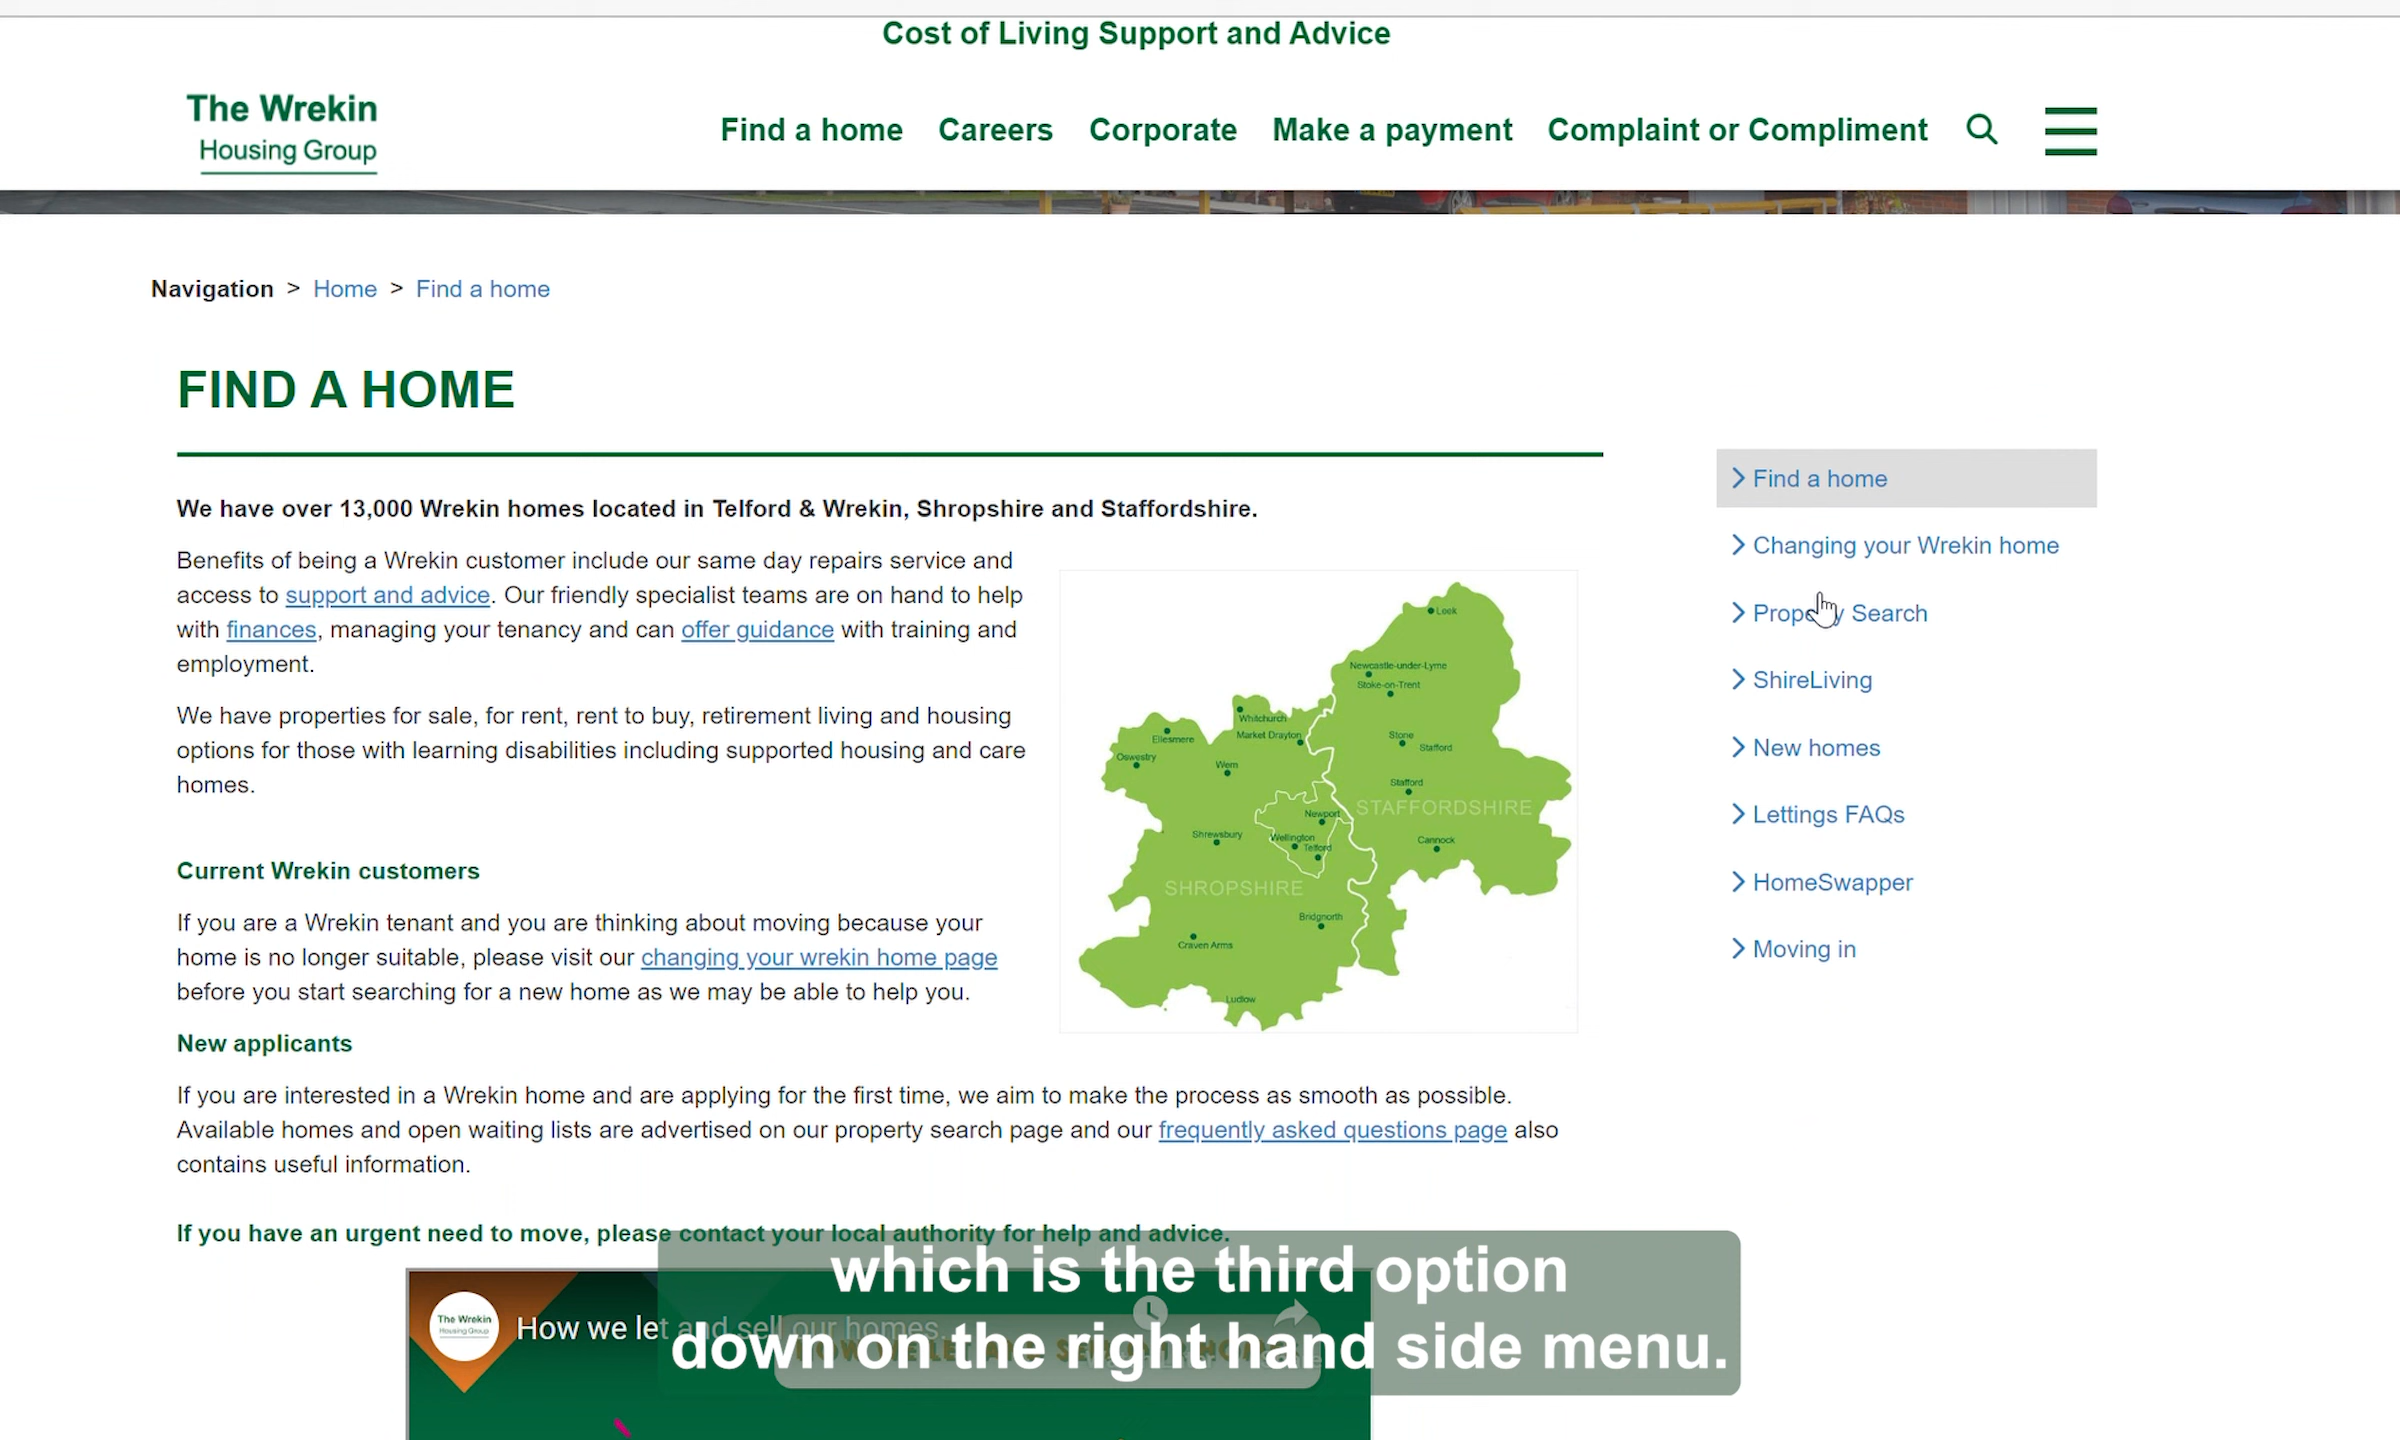 Cost of Living Support and Advice
The Wrekin
Housing Group
Find a home Careers Corporate Make a payment Complaint or Compliment
Navigation > Home > Find a home
FIND A HOME
We have over 13,000 Wrekin homes located in Telford & Wrekin, Shropshire and Staffordshire.
Benefits of being a Wrekin customer include our same day repairs service and
access to support and advice. Our friendly specialist teams are on hand to help
with finances, managing your tenancy and can offer guidance with training and
employment.
We have properties for sale, for rent, rent to buy, retirement living and housing
options for those with learning disabilities including supported housing and care
homes.
Current Wrekin customers
If you are a Wrekin tenant and you are thinking about moving because your
home is no longer suitable, please visit our changing your wrekin home page
before you start searching for a new home as we may be able to help you.
Leek
Newcastle-under-Lyme
Stoke-on-Trent
Whitchurch
Market Drayton
Ellesmere
Oswestry
Wem
Stone
Stafford
Stafford
STAFFORDSHIRE
Newport
Shrewsbury
Wellington
Telford
Cannock
SHROPSHIRE
Bridgnorth
Craven Arms
Ludlow
> Find a home
> Changing your Wrekin home
> Property Search
> ShireLiving
> New homes
> Lettings FAQs
> HomeSwapper
> Moving in
New applicants
If you are interested in a Wrekin home and are applying for the first time, we aim to make the process as smooth as possible.
Available homes and open waiting lists are advertised on our property search page and our frequently asked questions page also
contains useful information.
If you have an urgent need to move, please contact your local authority for help and advice.
The Wrekin
Housing Group
How we let and sell our homes.
which is the third option
down on the right hand side menu.